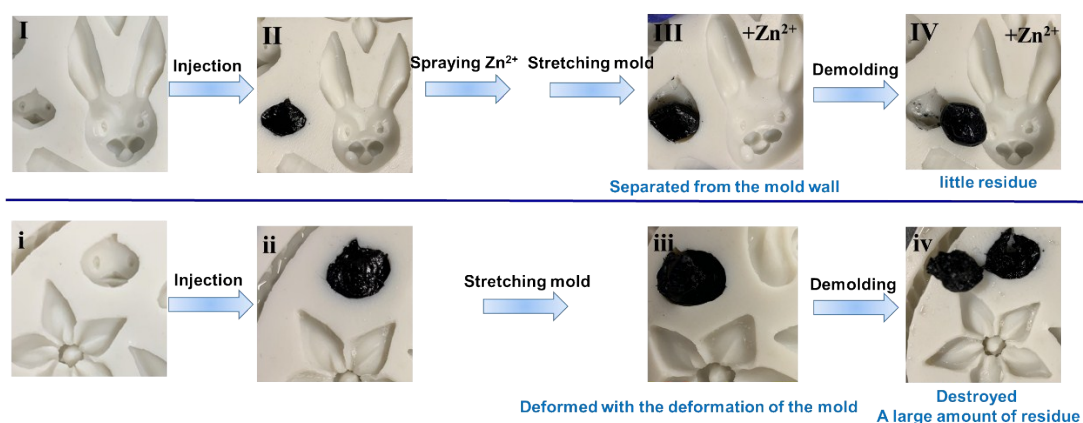 I
Injection
II
Spraying Zn²⁺
Stretching mold
III
+Zn²⁺
Demolding
IV
+Zn²⁺
Separated from the mold wall
little residue
i
Injection
ii
Stretching mold
iii
Demolding
iv
Deformed with the deformation of the mold
Destroyed
A large amount of residue